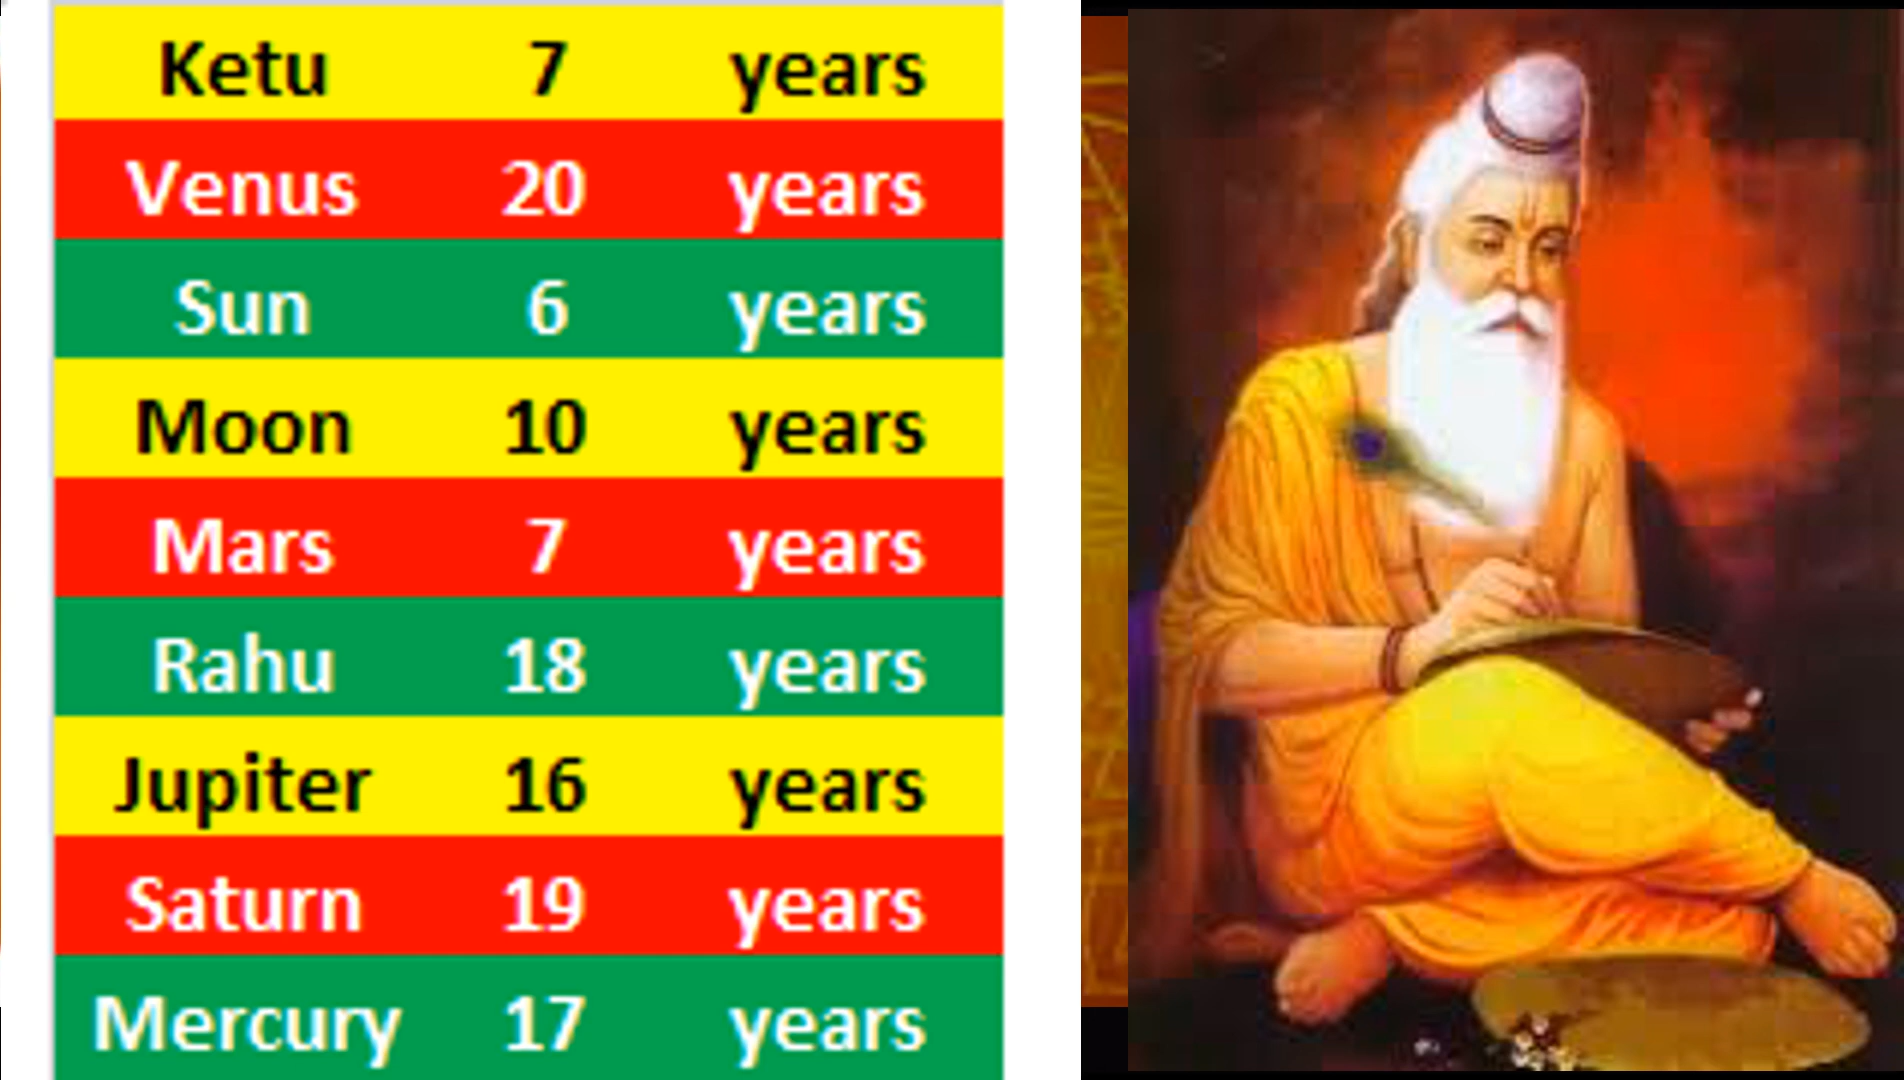 Ketu 7 years
Venus 20 years
Sun 6 years
Moon 10 years
Mars 7 years
Rahu 18 years
Jupiter 16 years
Saturn 19 years
Mercury 17 years